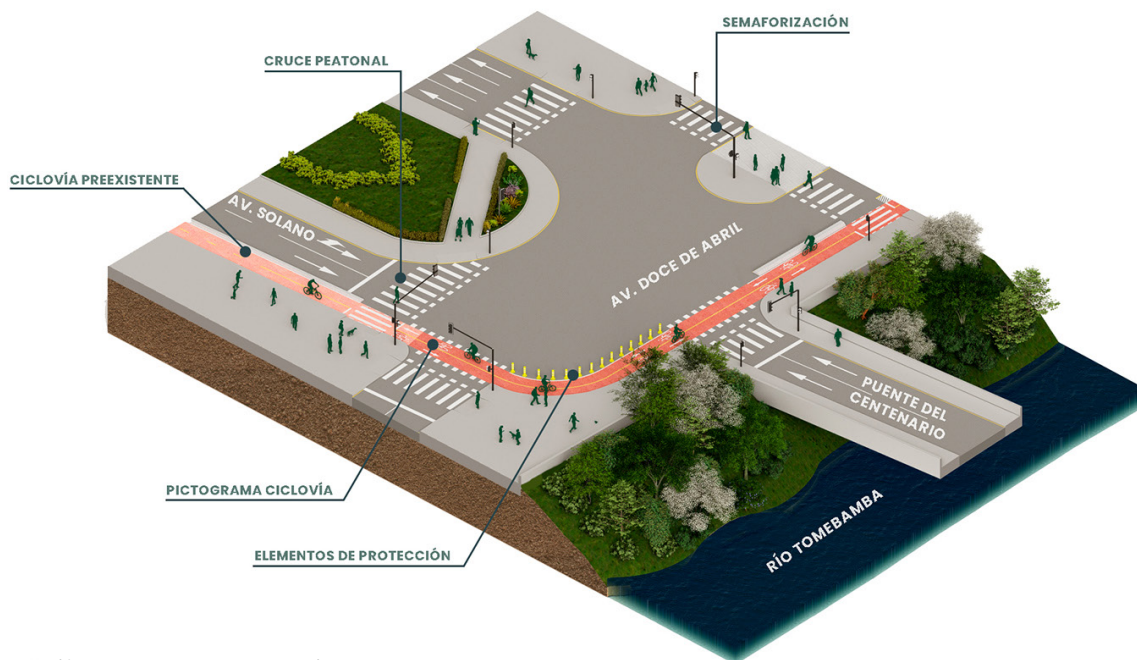 SEMAFORIZACIÓN
CRUCE PEATONAL
CICLOVÍA PREEXISTENTE
AV. SOLANO
AV. DOCE DE ABRIL
PUENTE DEL
CENTENARIO
PICTOGRAMA CICLOVÍA
ELEMENTOS DE PROTECCIÓN
RÍO TOMEBAMBA